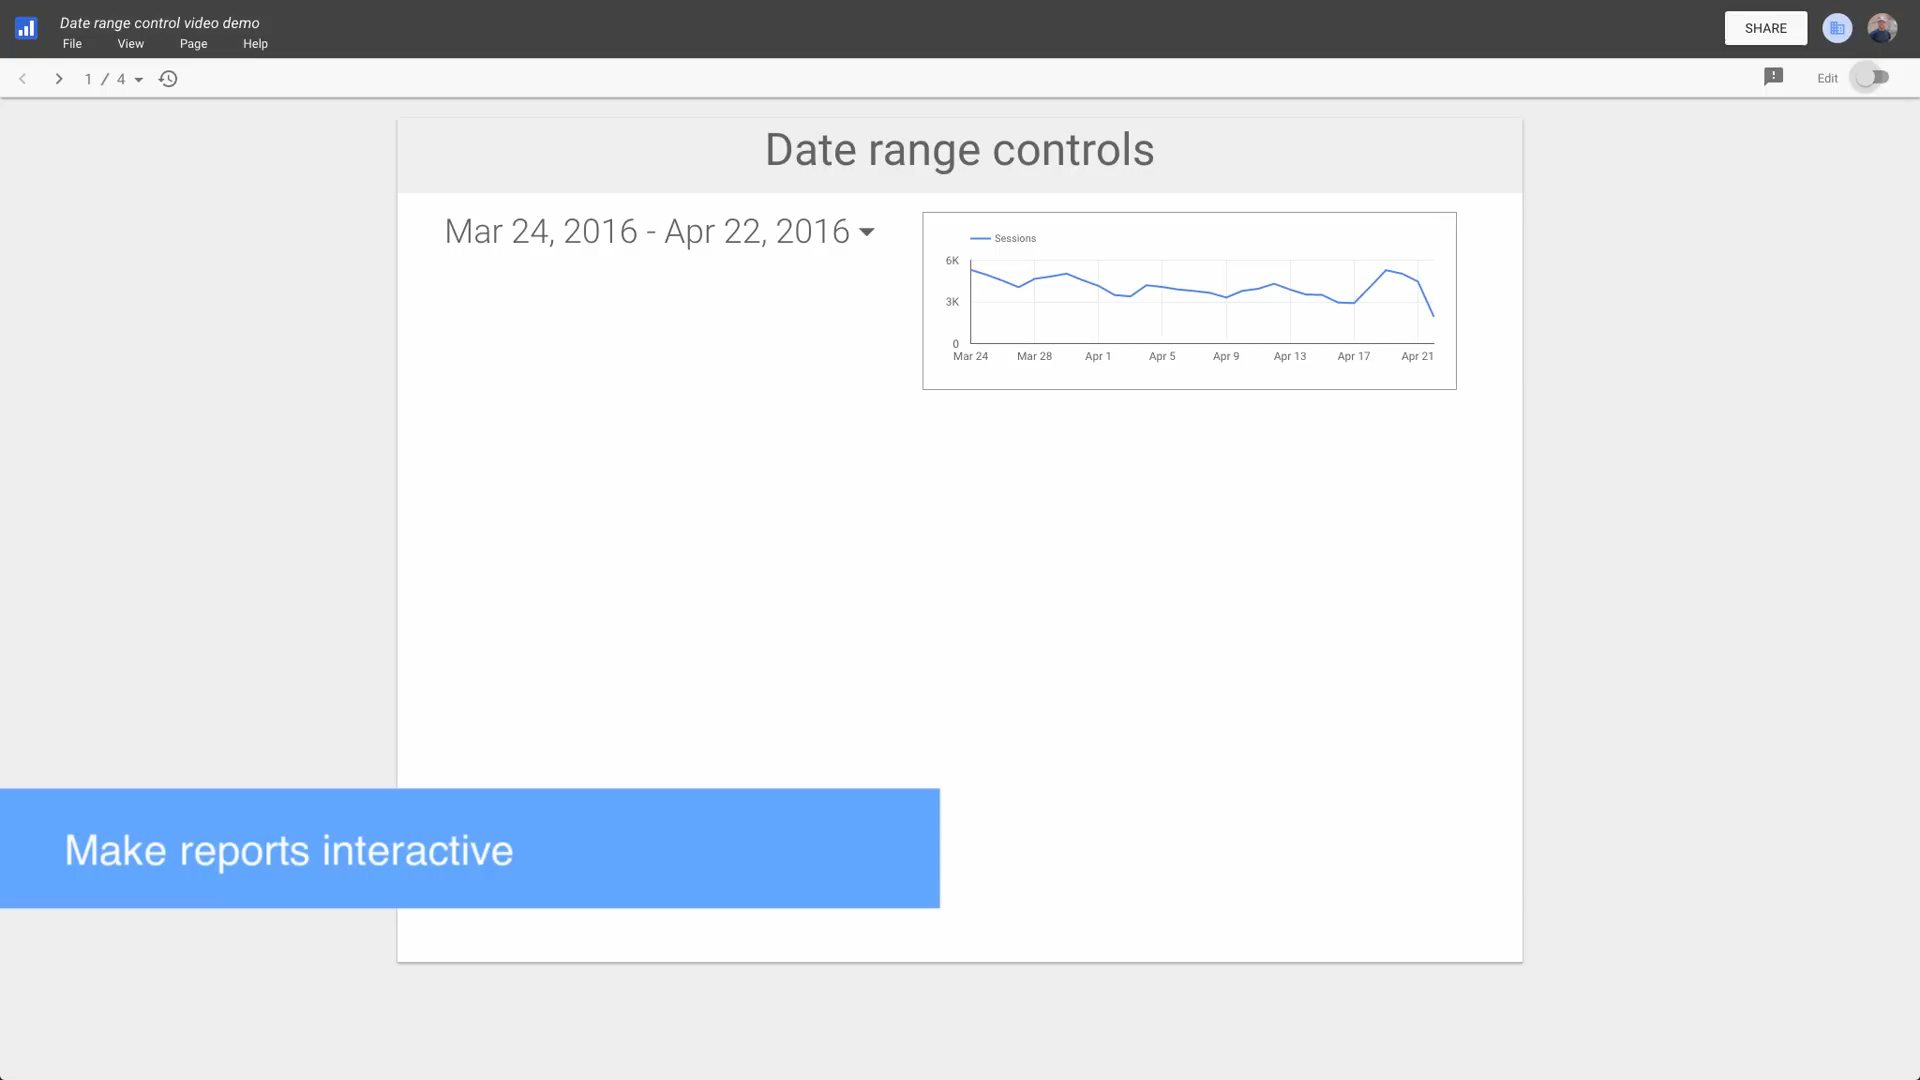 Date range control video demo
File View Page Help
SHARE
1 / 4
Edit
Date range controls
Mar 24, 2016 - Apr 22, 2016
Sessions
6K
3K
0
Mar 24 Mar 28 Apr 1 Apr 5 Apr 9 Apr 13 Apr 17 Apr 21
Make reports interactive